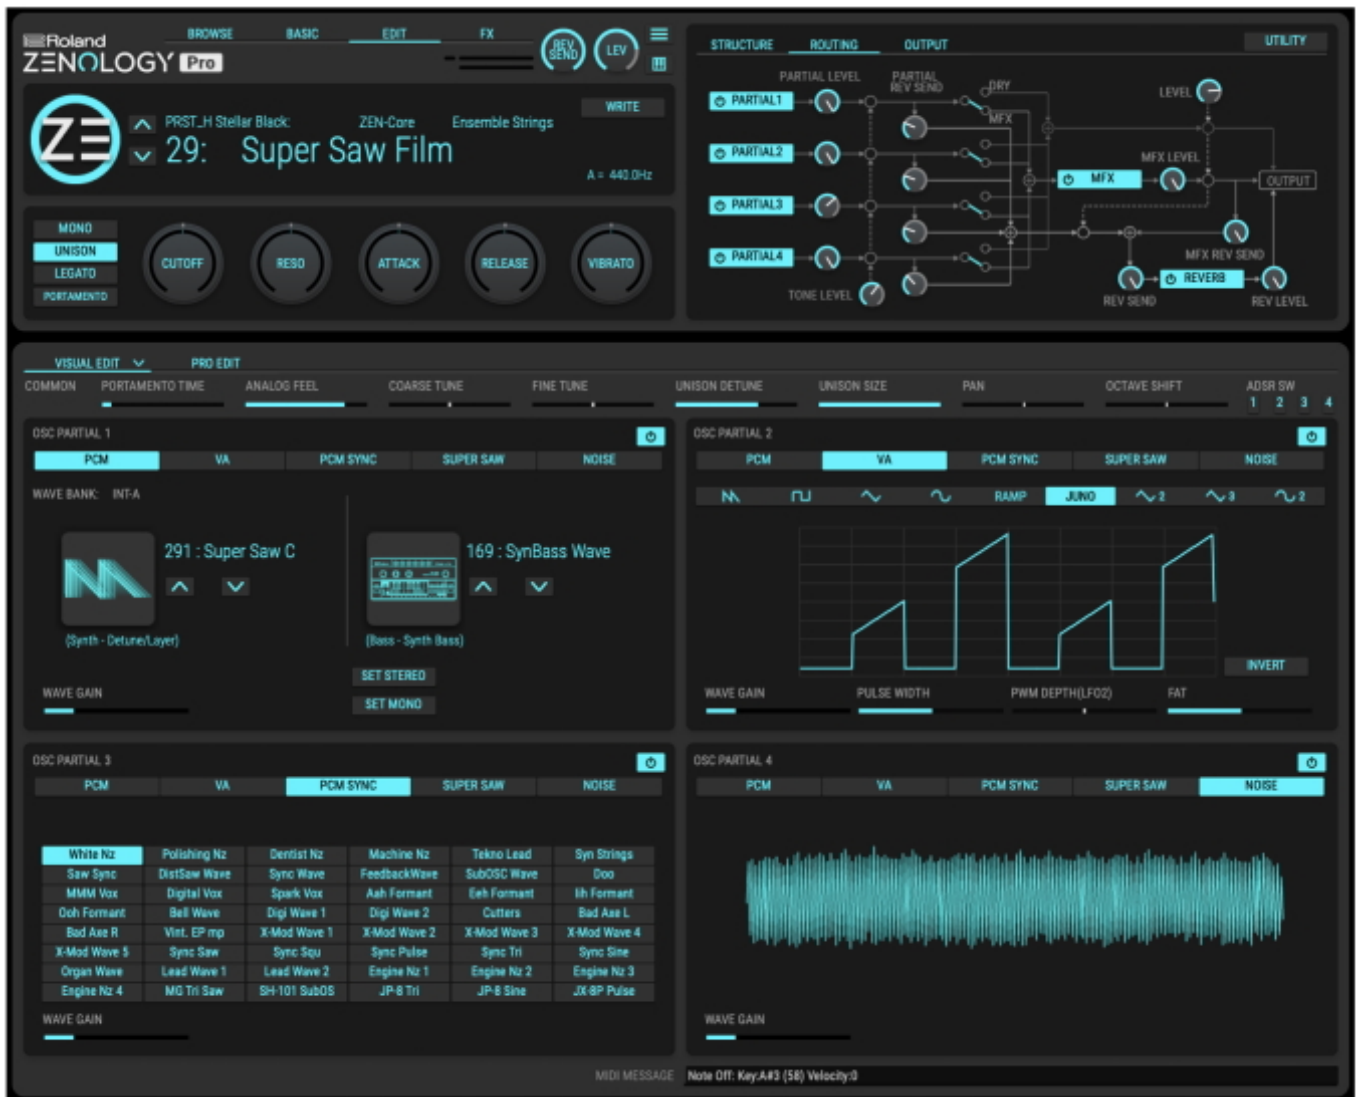 Roland
ZENOLOGY Pro
BROWSE BASIC EDIT FX
REV SEND LEV
ZE
PRST_H Stellar Black: ZEN-Core Ensemble Strings
WRITE
29: Super Saw Film
A = 440.0Hz
MONO
UNISON
LEGATO
PORTAMENTO
CUTOFF RESO ATTACK RELEASE VIBRATO
STRUCTURE ROUTING OUTPUT UTILITY
PARTIAL LEVEL PARTIAL REV SEND DRY LEVEL
PARTIAL1 MFX
PARTIAL2 MFX LEVEL
MFX OUTPUT
PARTIAL3
PARTIAL4 MFX REV SEND
REVERB
TONE LEVEL REV SEND REV LEVEL
VISUAL EDIT PRO EDIT
COMMON PORTAMENTO TIME ANALOG FEEL COARSE TUNE FINE TUNE UNISON DETUNE UNISON SIZE PAN OCTAVE SHIFT ADSR SW
1 2 3 4
OSC PARTIAL 1
PCM VA PCM SYNC SUPER SAW NOISE
WAVE BANK: INT-A
291 : Super Saw C 169 : SynBass Wave
(Synth - Detune/Layer) (Bass - Synth Bass)
SET STEREO
WAVE GAIN
SET MONO
OSC PARTIAL 2
PCM VA PCM SYNC SUPER SAW NOISE
RAMP JUNO 2 3 2
INVERT
WAVE GAIN PULSE WIDTH PWM DEPTH(LFO2) FAT
OSC PARTIAL 3
PCM VA PCM SYNC SUPER SAW NOISE
White Nz Polishing Nz Dentist Nz Machine Nz Tekno Lead Syn Strings
Saw Sync DistSaw Wave Sync Wave FeedbackWave SubOSC Wave Doo
MMM Vox Digital Vox Spark Vox Aah Formant Eeh Formant Iih Formant
Ooh Formant Bell Wave Digi Wave 1 Digi Wave 2 Cutters Bad Axe L
Bad Axe R Vint. EP mp X-Mod Wave 1 X-Mod Wave 2 X-Mod Wave 3 X-Mod Wave 4
X-Mod Wave 5 Sync Saw Sync Squ Sync Pulse Sync Tri Sync Sine
Organ Wave Lead Wave 1 Lead Wave 2 Engine Nz 1 Engine Nz 2 Engine Nz 3
Engine Nz 4 MG Tri Saw SH-101 SubOS JP-8 Tri JP-8 Sine JX-8P Pulse
WAVE GAIN
OSC PARTIAL 4
PCM VA PCM SYNC SUPER SAW NOISE
WAVE GAIN
MIDI MESSAGE Note Off: Key:A#3 (58) Velocity:0